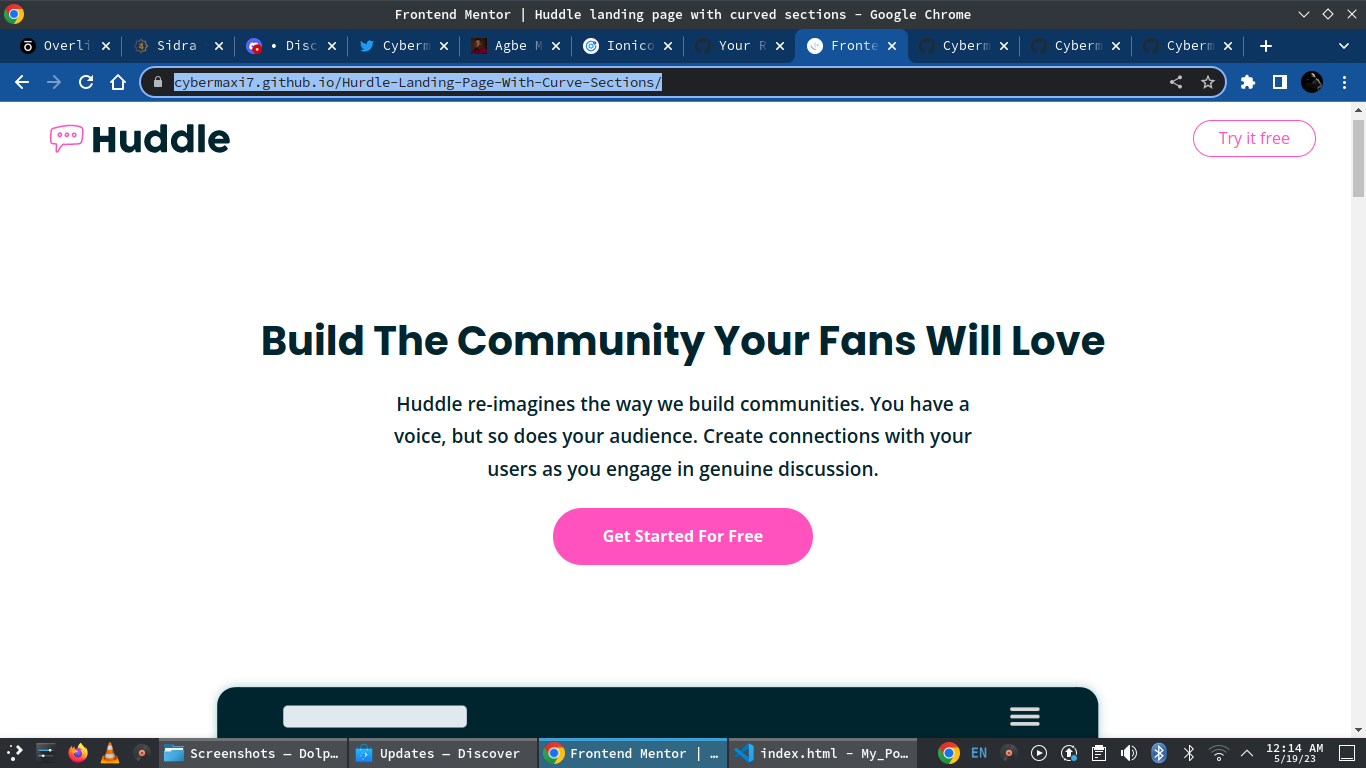 Frontend Mentor | Huddle landing page with curved sections – Google Chrome
Overli
Sidra
• Disc
Cyberm
Agbe M
Ionico
Your R
Fronte
Cyberm
Cyberm
Cyberm
cybermaxi7.github.io/Hurdle-Landing-Page-With-Curve-Sections/
Huddle
Try it free
Build The Community Your Fans Will Love
Huddle re-imagines the way we build communities. You have a
voice, but so does your audience. Create connections with your
users as you engage in genuine discussion.
Get Started For Free
Screenshots — Dolp…
Updates — Discover
Frontend Mentor | …
index.html - My_Po…
EN
12:14 AM
5/19/23